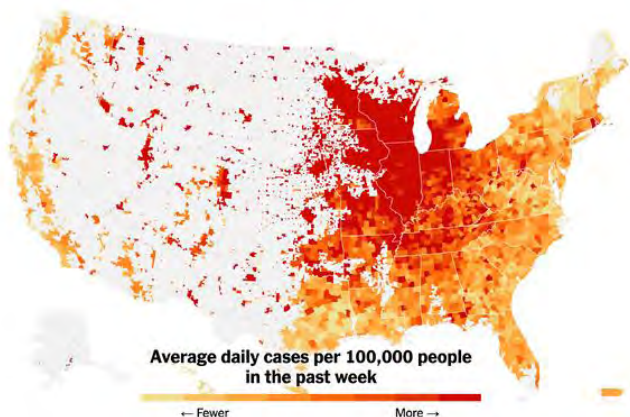 Average daily cases per 100,000 people
in the past week
← Fewer More →